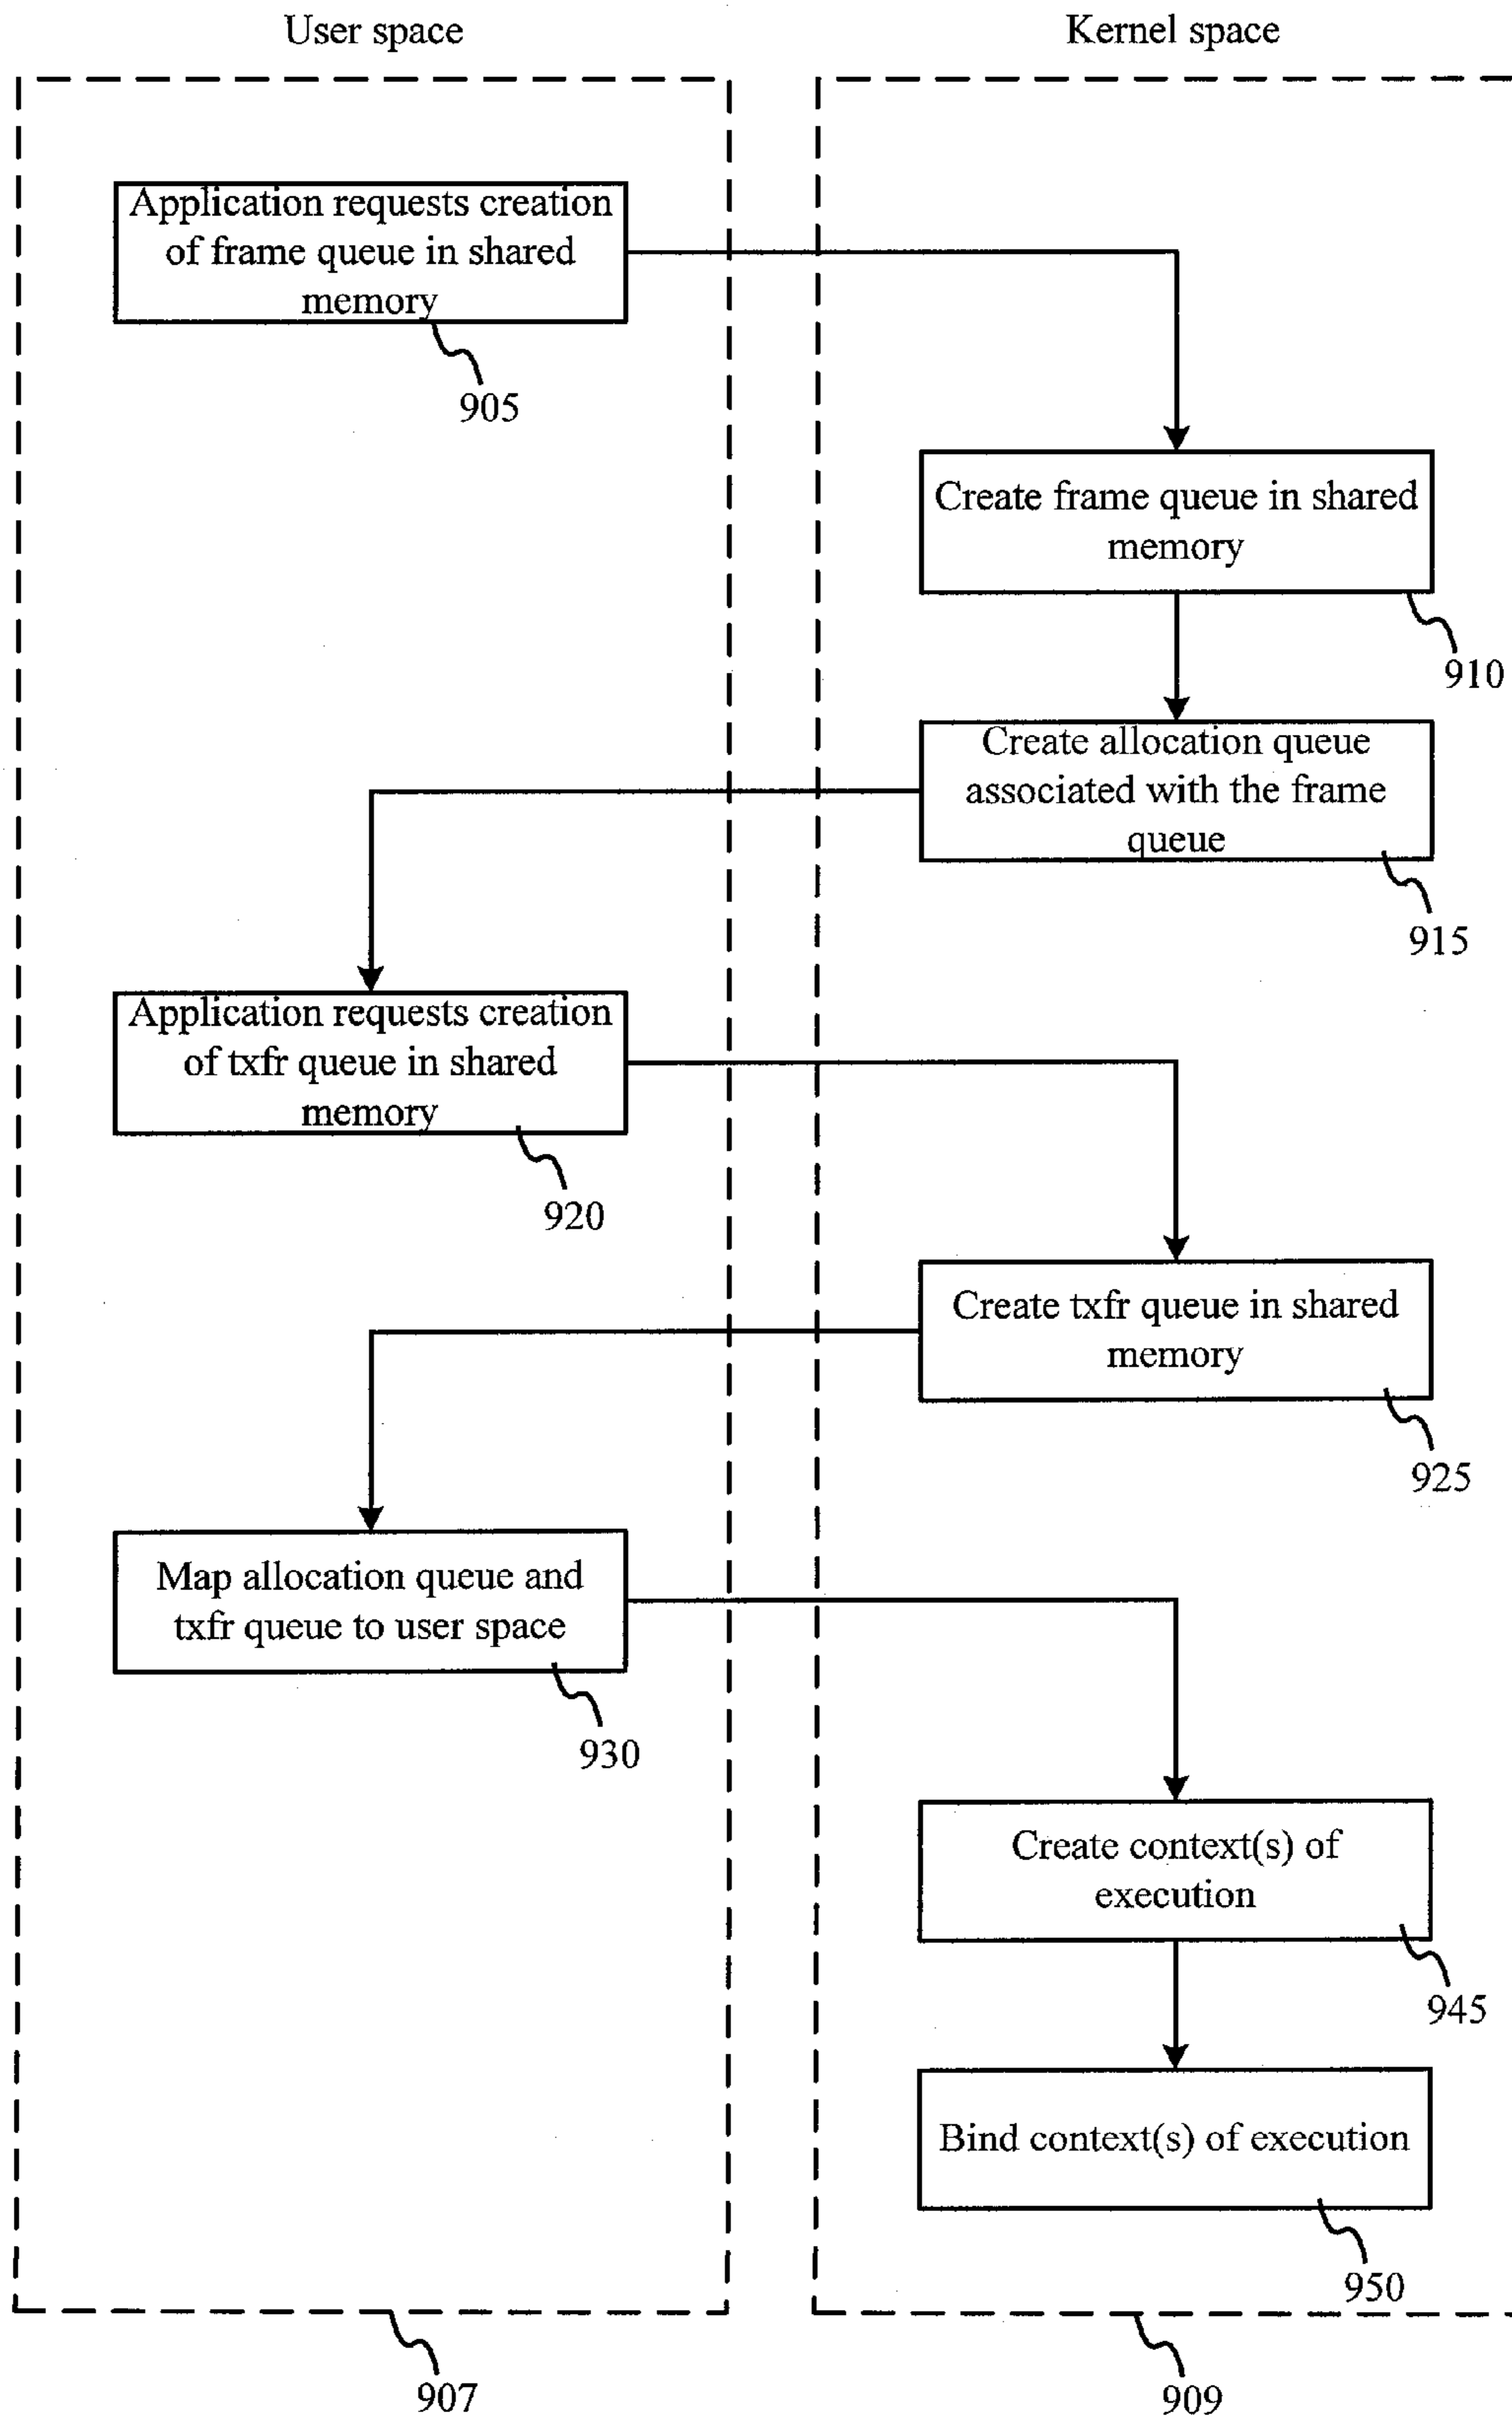 User space
Kernel space
Application requests creation
of frame queue in shared
memory
905
Create frame queue in shared
memory
910
Create allocation queue
associated with the frame
queue
915
Application requests creation
of txfr queue in shared
memory
920
Create txfr queue in shared
memory
925
Map allocation queue and
txfr queue to user space
930
Create context(s) of
execution
945
Bind context(s) of execution
950
907
909